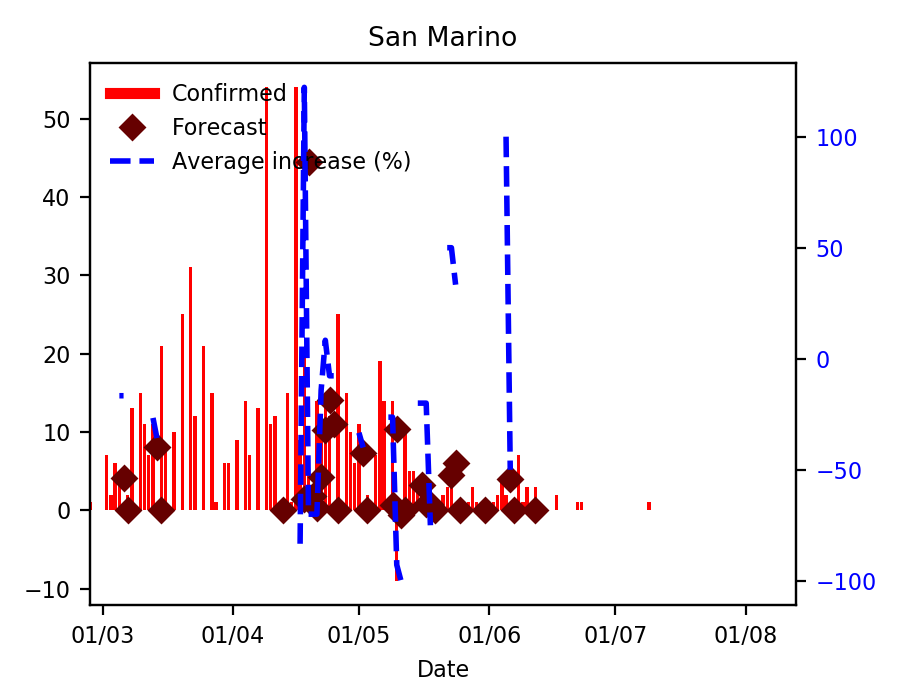 San Marino
Confirmed
Forecast
Average increase (%)
50
40
30
20
10
0
−10
100
50
0
−50
−100
01/03 01/04 01/05 01/06 01/07 01/08
Date